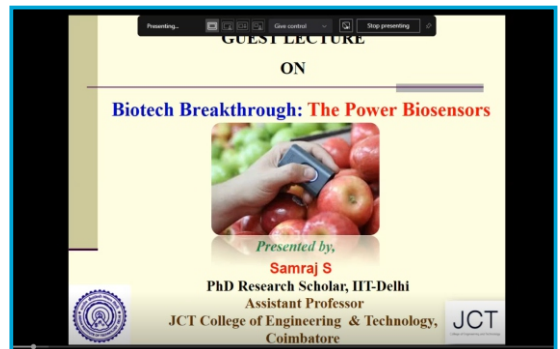 Presenting...
Give control
Stop presenting
GUEST LECTURE
ON
Biotech Breakthrough: The Power Biosensors
Presented by,
Samraj S
PhD Research Scholar, IIT-Delhi
Assistant Professor
JCT College of Engineering & Technology,
Coimbatore
JCT